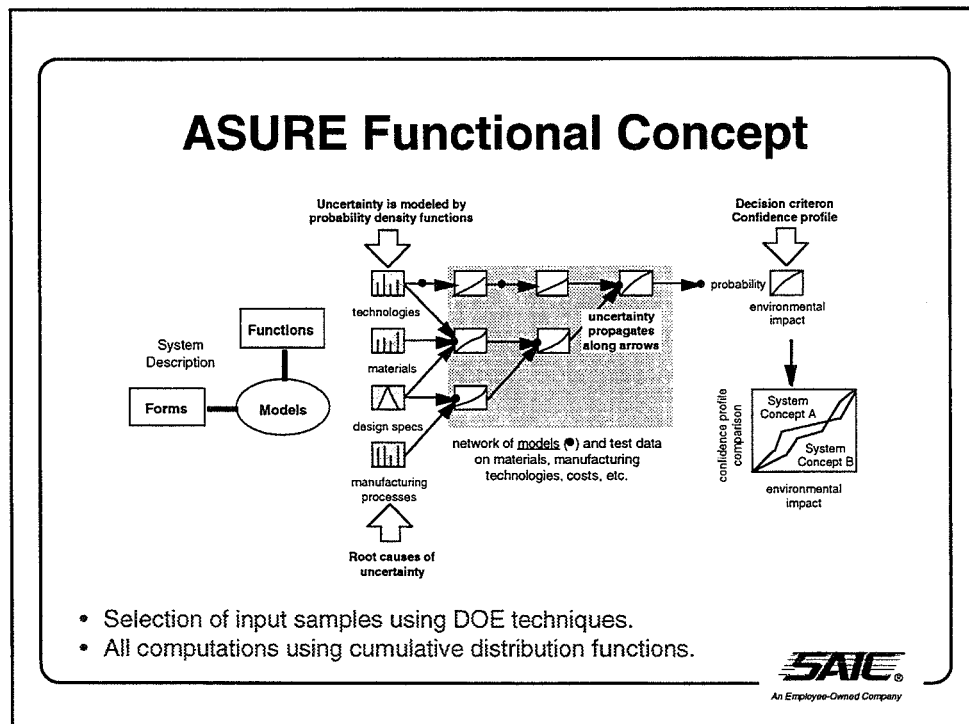 ASURE Functional Concept
Uncertainty is modeled by
probability density functions
Decision criteron
Confidence profile
technologies
probability
environmental
impact
uncertainty
propagates
along arrows
Functions
System
Description
materials
Forms
Models
design specs
System
Concept A
System
Concept B
confidence profile
comparison
environmental
impact
network of models (●) and test data
on materials, manufacturing
technologies, costs, etc.
manufacturing
processes
Root causes of
uncertainty
• Selection of input samples using DOE techniques.
• All computations using cumulative distribution functions.
SAIC®
An Employee-Owned Company